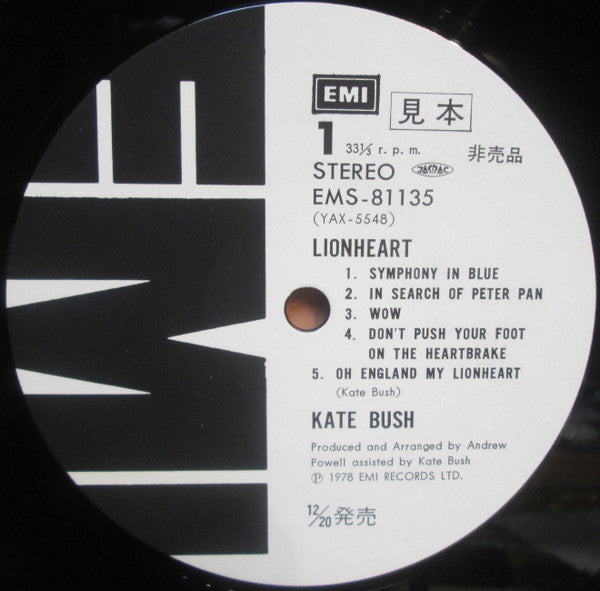 EMI
EMI
見本
1
33⅓ r. p. m.
非売品
STEREO JASRAC
EMS-81135
(YAX-5548)
LIONHEART
1. SYMPHONY IN BLUE
2. IN SEARCH OF PETER PAN
3. WOW
4. DON'T PUSH YOUR FOOT
ON THE HEARTBRAKE
5. OH ENGLAND MY LIONHEART
(Kate Bush)
KATE BUSH
Produced and Arranged by Andrew
Powell assisted by Kate Bush
Ⓟ 1978 EMI RECORDS LTD.
12/20 発売